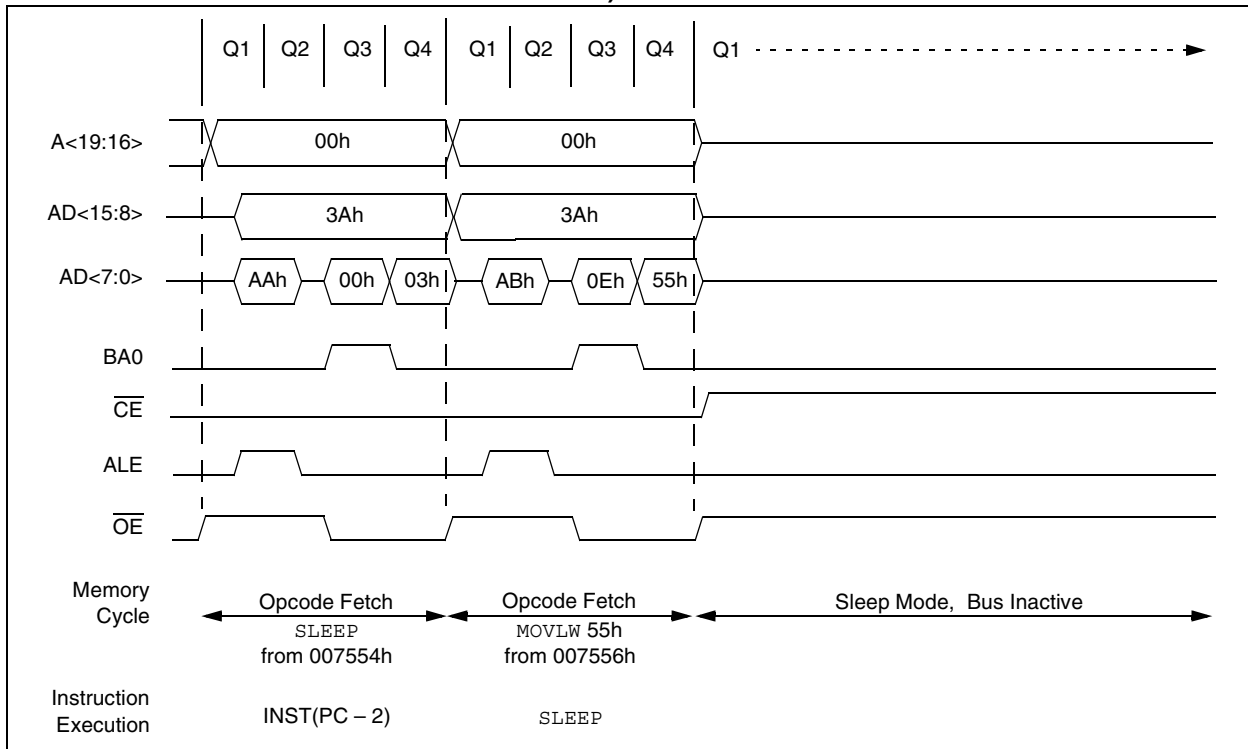 Q1 Q2 Q3 Q4 Q1 Q2 Q3 Q4 Q1
A<19:16> 00h 00h
AD<15:8> 3Ah 3Ah
AD<7:0> AAh 00h 03h ABh 0Eh 55h
BA0
CE
ALE
OE
Memory
Cycle
Opcode Fetch
SLEEP
from 007554h
Opcode Fetch
MOVLW 55h
from 007556h
Sleep Mode, Bus Inactive
Instruction
Execution
INST(PC – 2)
SLEEP